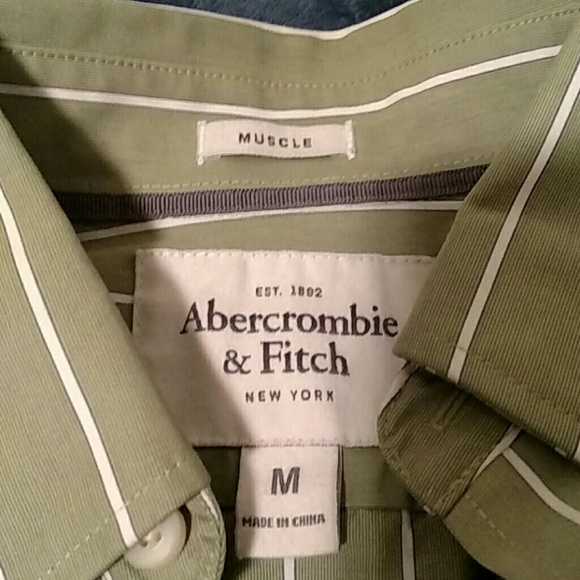 MUSCLE
EST. 1892
Abercrombie
& Fitch
NEW YORK
M
MADE IN CHINA